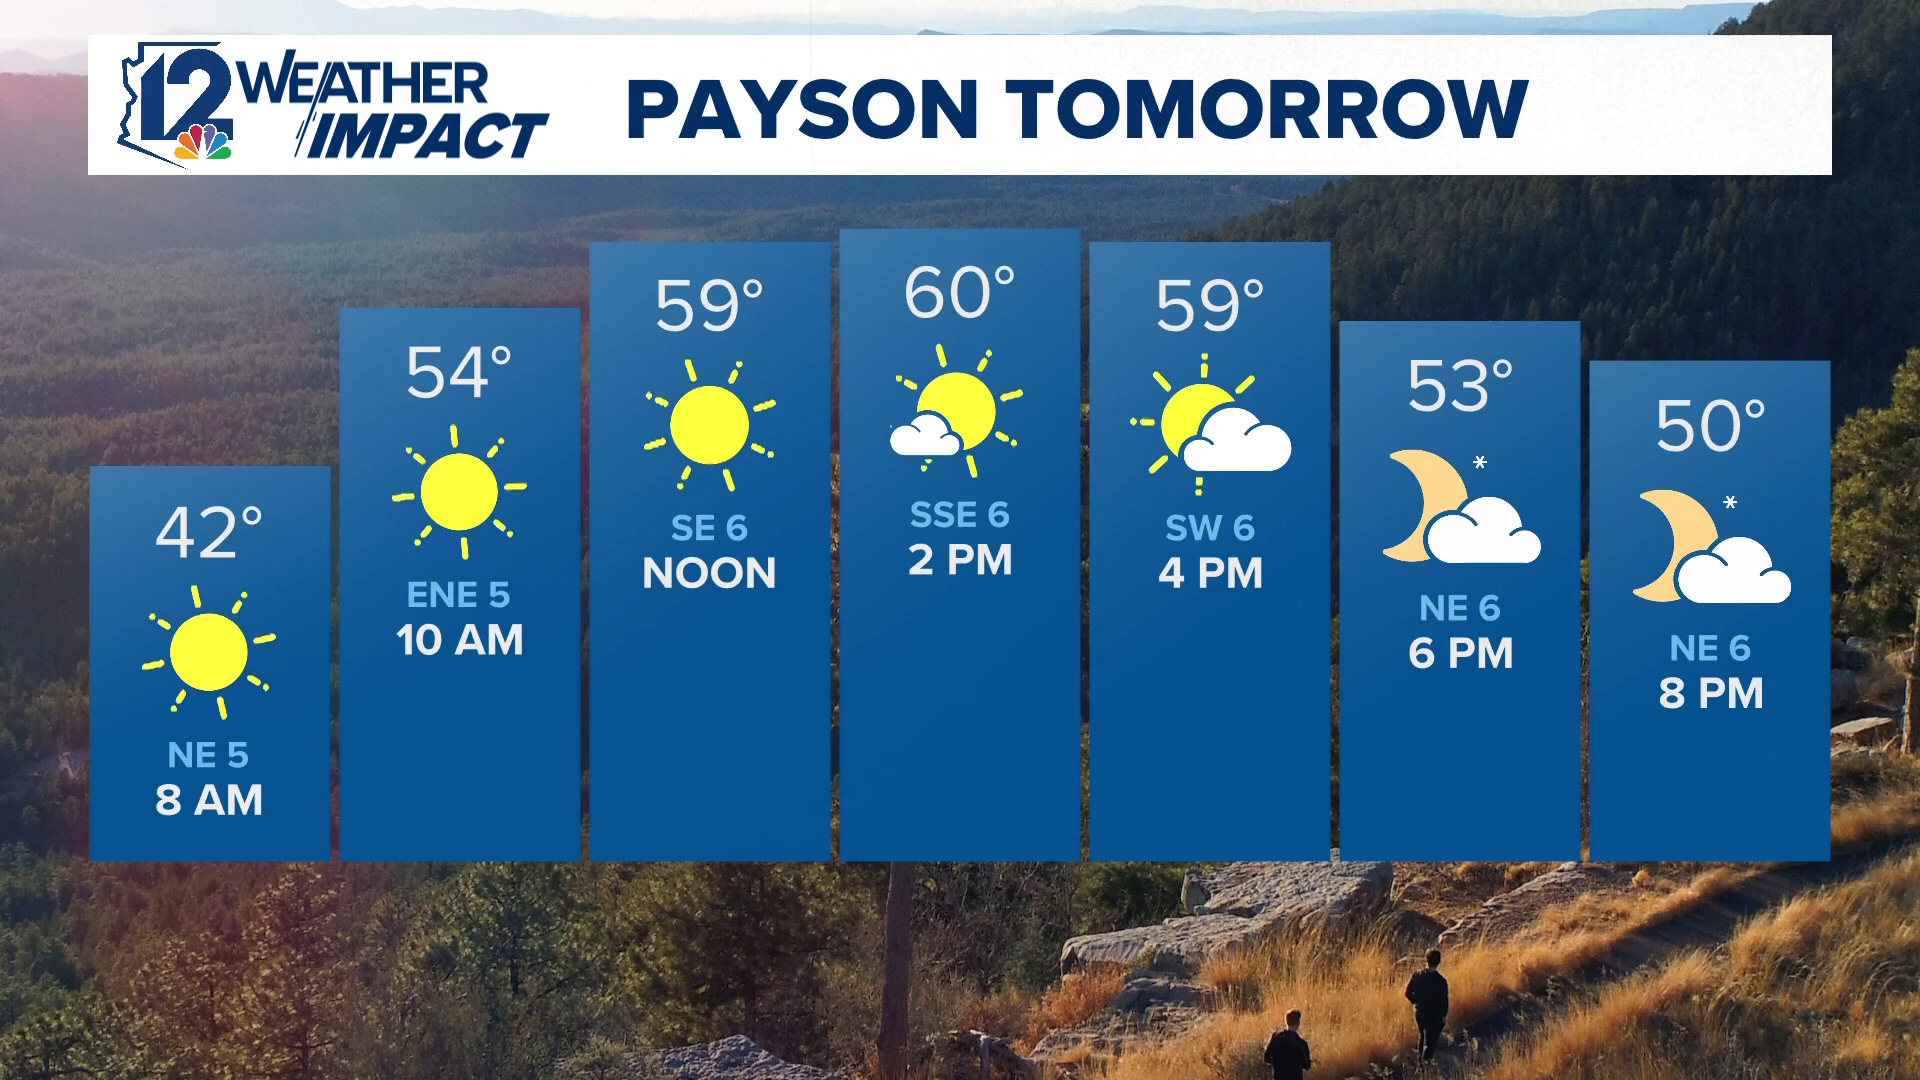 12 WEATHER IMPACT
PAYSON TOMORROW
42°
NE 5
8 AM
54°
ENE 5
10 AM
59°
SE 6
NOON
60°
SSE 6
2 PM
59°
SW 6
4 PM
53°
NE 6
6 PM
50°
NE 6
8 PM